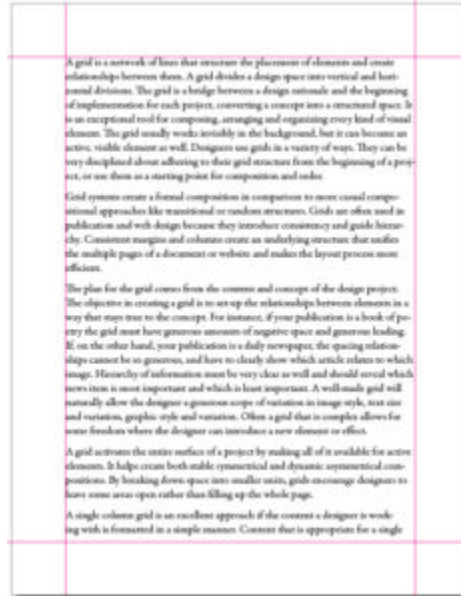 A grid is a network of lines that structure the placement of elements and create
relationships between them. A grid divides a design space into vertical and hori-
zontal divisions. The grid is a bridge between a design rationale and the beginning
of implementation for each project, converting a concept into a structured space. It
is an exceptional tool for composing, arranging and organizing every kind of visual
element. The grid usually works invisibly in the background, but it can become an
active, visible element as well. Designers use grids in a variety of ways. They can be
very disciplined about adhering to their grid structure from the beginning of a proj-
ect, or use them as a starting point for composition and order.
Grid systems create a formal composition in comparison to more casual compo-
sitional approaches like transitional or random structures. Grids are often used in
publication and web design because they introduce consistency and guide hierar-
chy. Consistent margins and columns create an underlying structure that unifies
the multiple pages of a document or website and makes the layout process more
efficient.
The plan for the grid comes from the content and concept of the design project.
The objective in creating a grid is to set up the relationships between elements in a
way that stays true to the concept. For instance, if your publication is a book of po-
etry the grid must have generous amounts of negative space and generous leading.
If, on the other hand, your publication is a daily newspaper, the spacing relation-
ships cannot be so generous, and have to clearly show which article relates to which
image. Hierarchy of information must be very clear as well and should reveal which
news item is most important and which is least important. A well-made grid will
naturally allow the designer a generous scope of variation in image style, text size
and variation, graphic style and variation. Often a grid that is complex allows for
some freedom where the designer can introduce a new element or effect.
A grid activates the entire surface of a project by making all of it available for active
elements. It helps create both stable symmetrical and dynamic asymmetrical com-
positions. By breaking down space into smaller units, grids encourage designers to
leave some areas open rather than filling up the whole page.
A single column grid is an excellent approach if the content a designer is work-
ing with is formatted in a simple manner. Content that is appropriate for a single